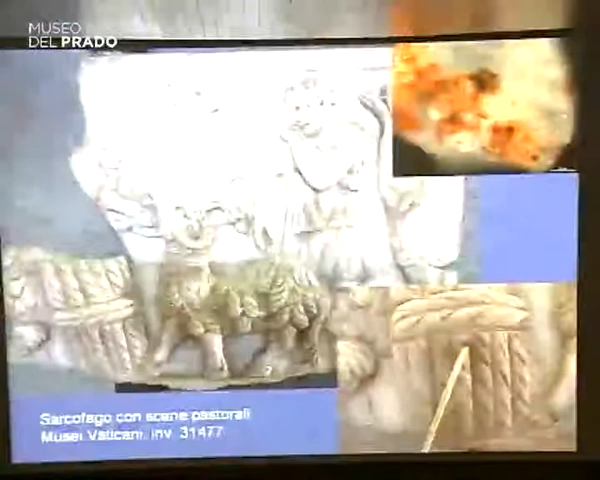 MUSEO
DEL PRADO
Sarcofago con scene pastorali
Musei Vaticani, inv. 31477